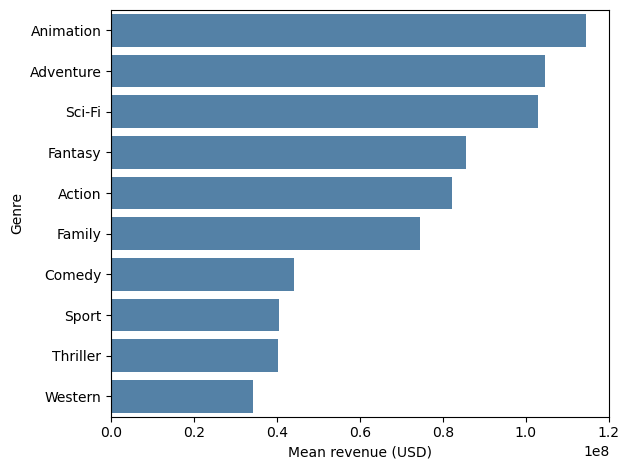 Animation
Adventure
Sci-Fi
Fantasy
Action
Family
Comedy
Sport
Thriller
Western
Genre
0.0 0.2 0.4 0.6 0.8 1.0 1.2
1e8
Mean revenue (USD)